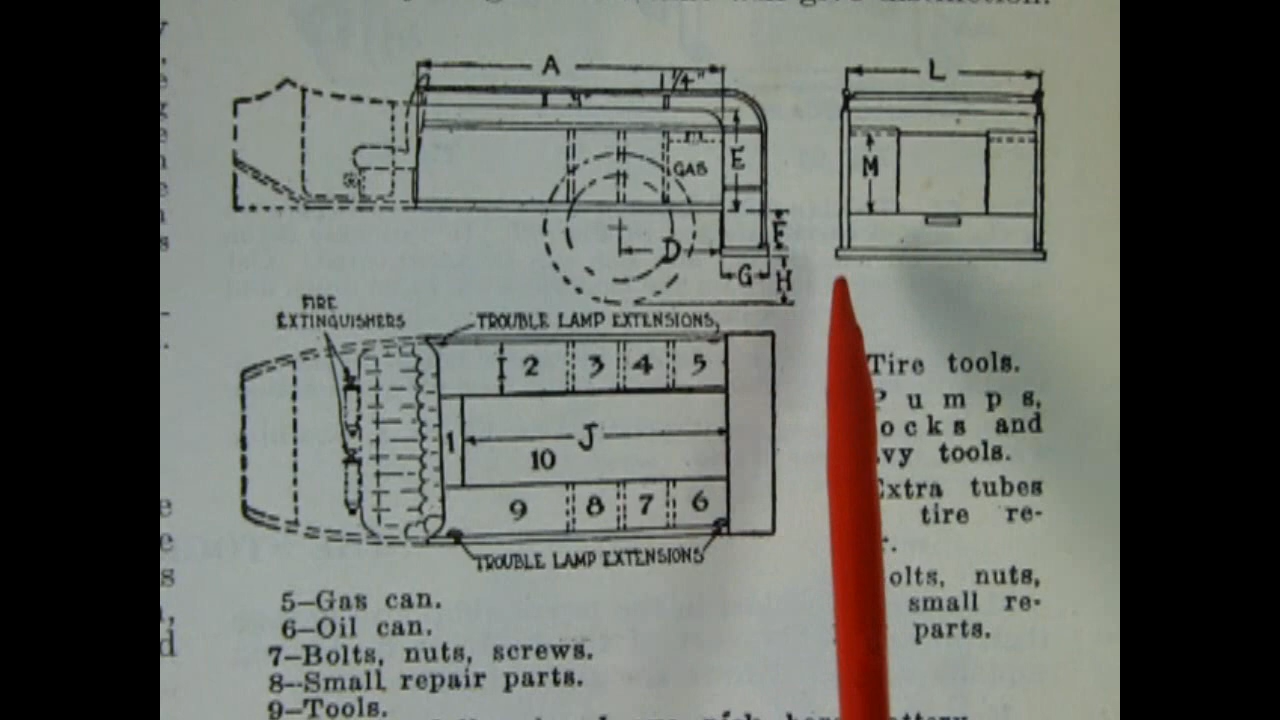 instruction.
A
1 1/4"
L
E
M
GAS
D
E
G
H
FIRE
EXTINGUISHERS
TROUBLE LAMP EXTENSIONS
I 2 3 4 5
1 J
10
9 8 7 6
TROUBLE LAMP EXTENSIONS
Tire tools.
Pumps,
ocks and
vy tools.
Extra tubes
tire re-
r.
olts, nuts,
small re-
parts.
5—Gas can.
6—Oil can.
7—Bolts, nuts, screws.
8—Small repair parts.
9—Tools.